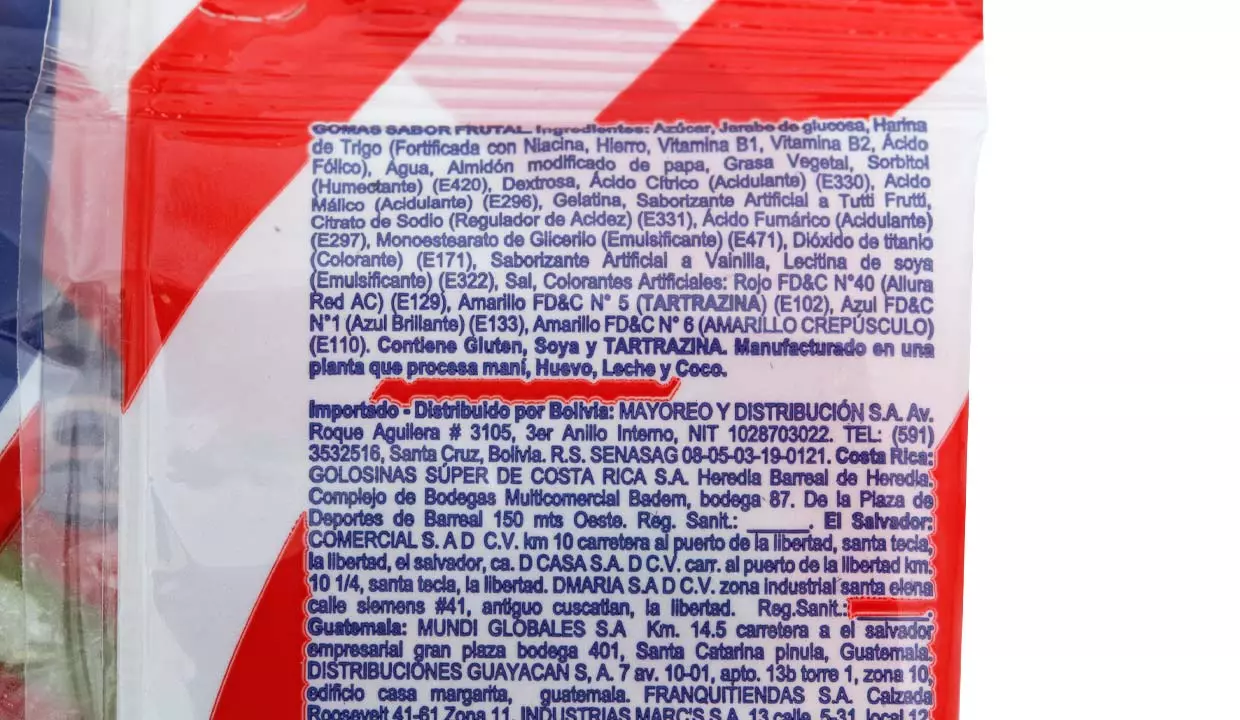 GOMAS SABOR FRUTAL. Ingredientes: Azúcar, Jarabe de glucosa, Harina
de Trigo (Fortificada con Niacina, Hierro, Vitamina B1, Vitamina B2, Ácido
Fólico), Agua, Almidón modificado de papa, Grasa Vegetal, Sorbitol
(Humectante) (E420), Dextrosa, Ácido Cítrico (Acidulante) (E330), Acido
Málico (Acidulante) (E296), Gelatina, Saborizante Artificial a Tutti Frutti,
Citrato de Sodio (Regulador de Acidez) (E331), Ácido Fumárico (Acidulante)
(E297), Monoestearato de Glicerilo (Emulsificante) (E471), Dióxido de titanio
(Colorante) (E171), Saborizante Artificial a Vainilla, Lecitina de soya
(Emulsificante) (E322), Sal, Colorantes Artificiales: Rojo FD&C N°40 (Allura
Red AC) (E129), Amarillo FD&C N° 5 (TARTRAZINA) (E102), Azul FD&C
N°1 (Azul Brillante) (E133), Amarillo FD&C N° 6 (AMARILLO CREPÚSCULO)
(E110). Contiene Gluten, Soya y TARTRAZINA. Manufacturado en una
planta que procesa maní, Huevo, Leche y Coco.
Importado - Distribuido por Bolivia: MAYOREO Y DISTRIBUCIÓN S.A. Av.
Roque Aguilera # 3105, 3er Anillo Interno, NIT 1028703022. TEL: (591)
3532516, Santa Cruz, Bolivia. R.S. SENASAG 08-05-03-19-0121. Costa Rica:
GOLOSINAS SÚPER DE COSTA RICA S.A. Heredia Barreal de Heredia.
Complejo de Bodegas Multicomercial Badem, bodega 87. De la Plaza de
Deportes de Barreal 150 mts Oeste. Reg. Sanit.: ______. El Salvador:
COMERCIAL S. A D C.V. km 10 carretera al puerto de la libertad, santa tecla,
la libertad, el salvador, ca. D CASA S.A. D C.V. carr. al puerto de la libertad km.
10 1/4, santa tecla, la libertad. DMARIA S.A D C.V. zona industrial santa elena
calle siemens #41, antiguo cuscatlan, la libertad. Reg.Sanit.:
Guatemala: MUNDI GLOBALES S.A Km. 14.5 carretera a el salvador
empresarial gran plaza bodega 401, Santa Catarina pinula, Guatemala.
DISTRIBUCIONES GUAYACAN S, A. 7 av. 10-01, apto. 13b torre 1, zona 10,
edificio casa margarita, guatemala. FRANQUITIENDAS S.A. Calzada
Roosevelt 41-61 Zona 11. INDUSTRIAS MARC'S S.A. 13 calle. 5-31. local 12